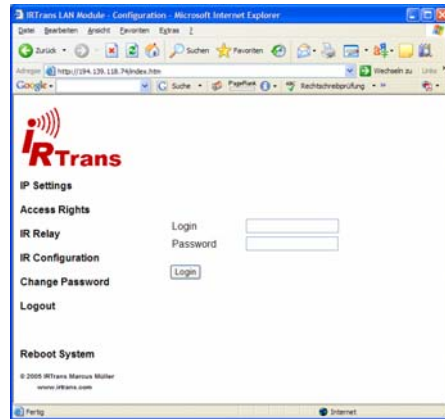 IRTrans LAN Module - Configuration - Microsoft Internet Explorer
Datei Bearbeiten Ansicht Favoriten Extras ?
Zurück Suchen Favoriten
Adresse http://194.139.118.74/index.htm Wechseln zu Links
Google Suche PageRank Rechtschreibprüfung
IRTrans
IP Settings
Access Rights
IR Relay
IR Configuration
Change Password
Logout
Login
Password
Login
Reboot System
© 2005 IRTrans Marcus Müller
www.irtrans.com
Fertig Internet